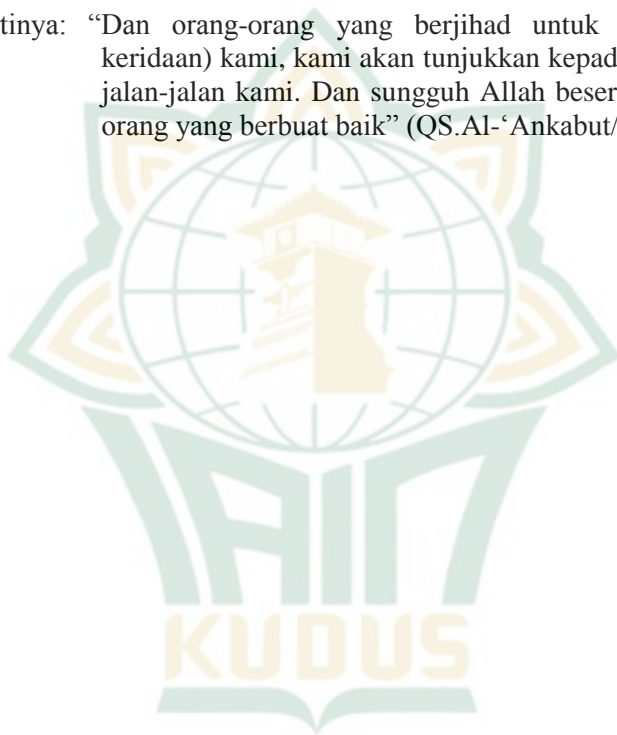 tinya: “Dan orang-orang yang berjihad untuk
keridaan) kami, kami akan tunjukkan kepad
jalan-jalan kami. Dan sungguh Allah beser
orang yang berbuat baik” (QS.Al-‘Ankabut/
IAIN
KUDUS